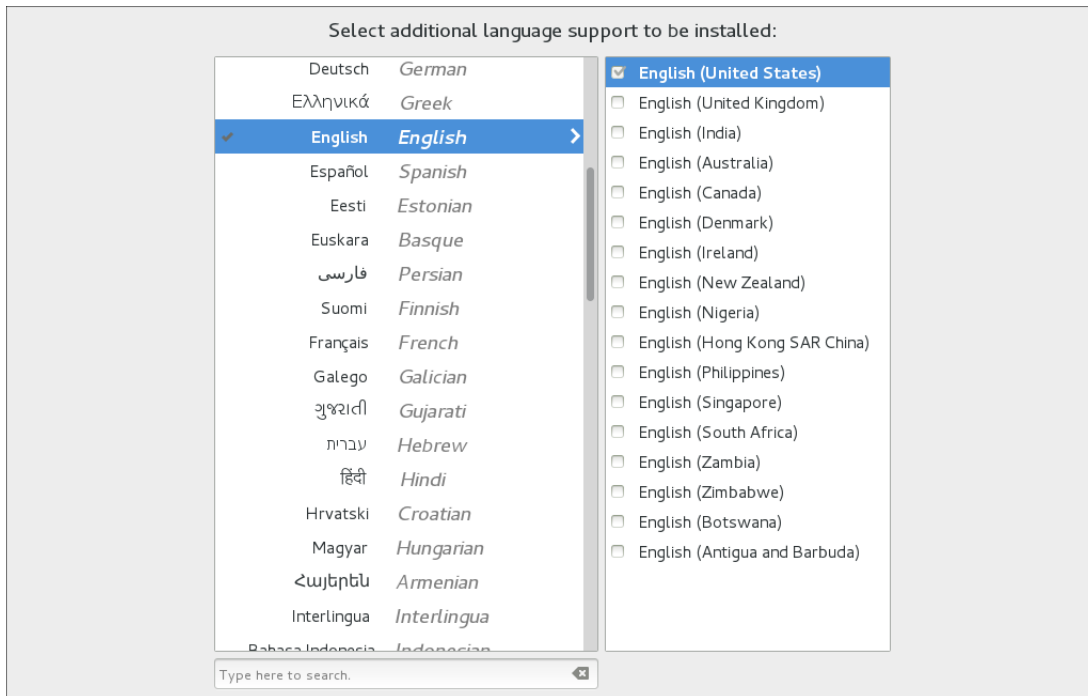 Select additional language support to be installed:
Deutsch German
Ελληνικά Greek
English English
Español Spanish
Eesti Estonian
Euskara Basque
فارسی Persian
Suomi Finnish
Français French
Galego Galician
ગુજરાતી Gujarati
עברית Hebrew
हिंदी Hindi
Hrvatski Croatian
Magyar Hungarian
Հայերեն Armenian
Interlingua Interlingua
Bahasa Indonesia Indonesian
Type here to search.
English (United States)
English (United Kingdom)
English (India)
English (Australia)
English (Canada)
English (Denmark)
English (Ireland)
English (New Zealand)
English (Nigeria)
English (Hong Kong SAR China)
English (Philippines)
English (Singapore)
English (South Africa)
English (Zambia)
English (Zimbabwe)
English (Botswana)
English (Antigua and Barbuda)